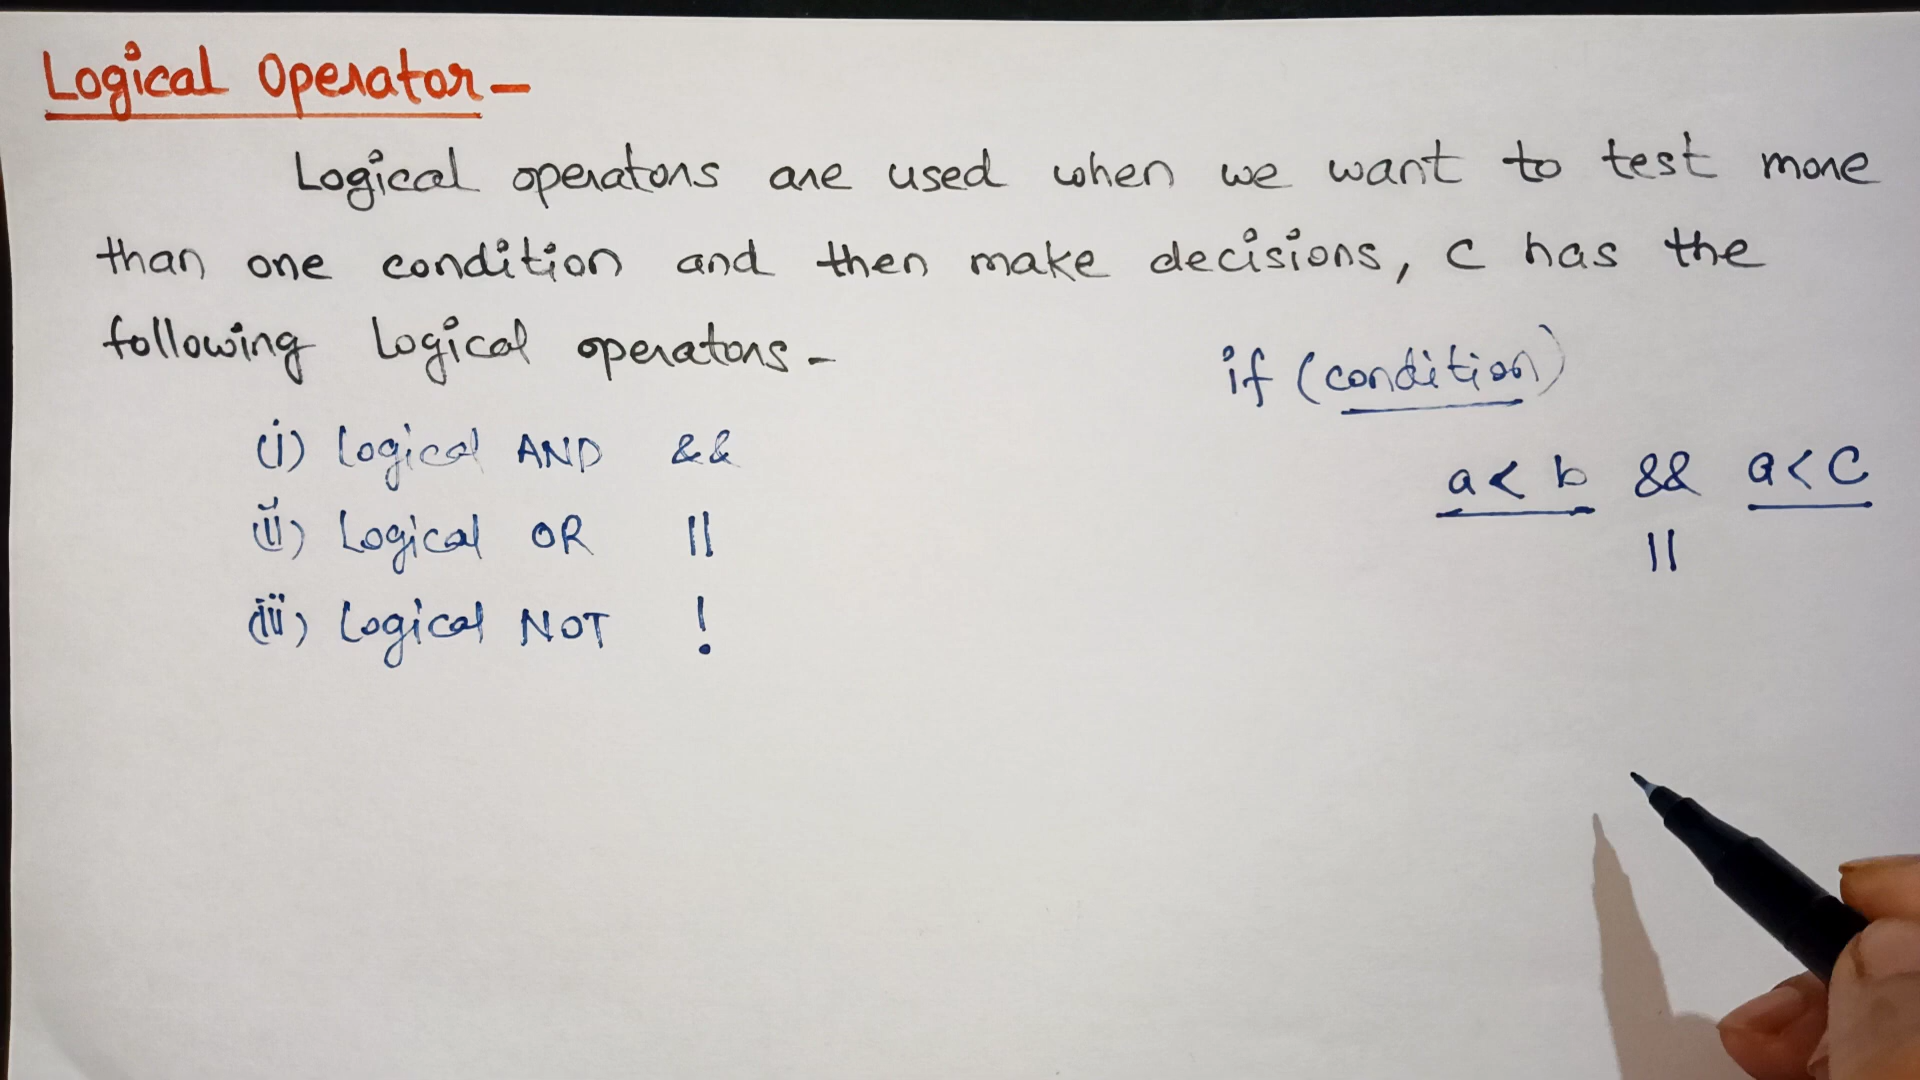 Logical Operator -
Logical operators are used when we want to test more
than one condition and then make decisions, C has the
following Logical operators -
if (condition)
(i) Logical AND &&
a < b && a < c
(ii) Logical OR ||
||
(iii) Logical NOT !